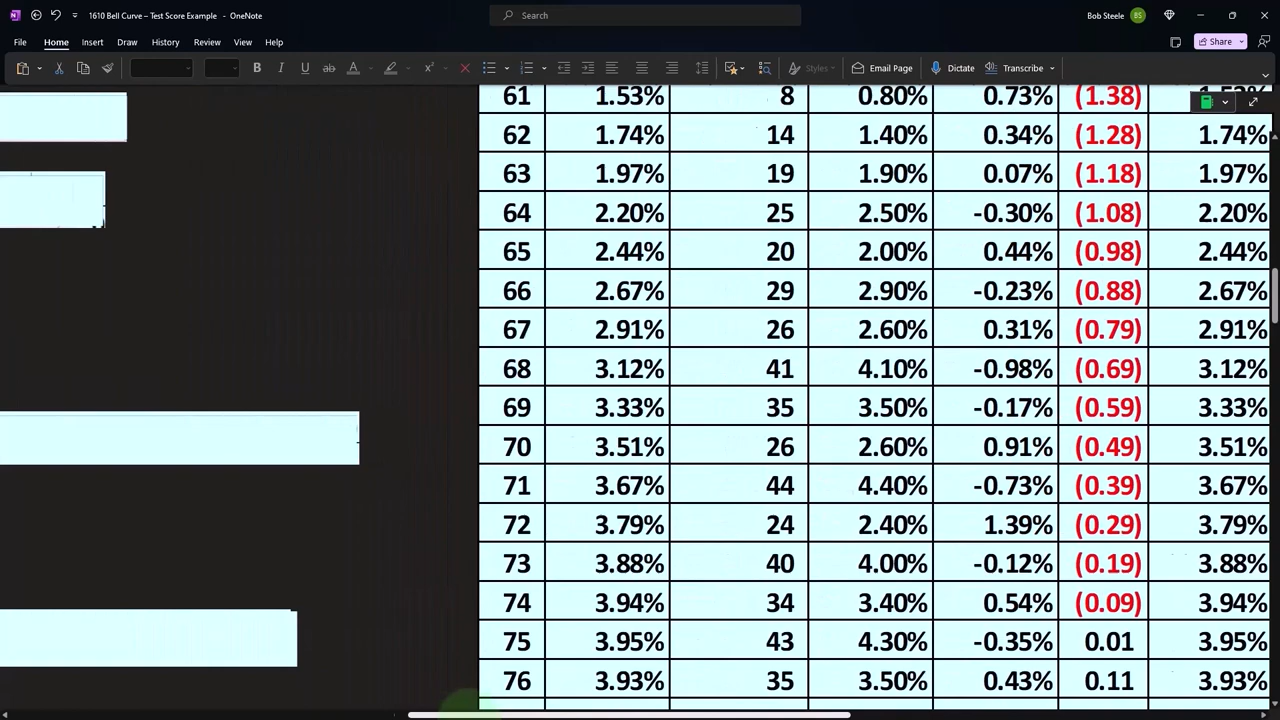 1610 Bell Curve – Test Score Example - OneNote
Search
Bob Steele
BS
File Home Insert Draw History Review View Help
Share
B I U ab A x Styles Email Page Dictate Transcribe
61 1.53% 8 0.80% 0.73% (1.38)
62 1.74% 14 1.40% 0.34% (1.28) 1.74%
63 1.97% 19 1.90% 0.07% (1.18) 1.97%
64 2.20% 25 2.50% -0.30% (1.08) 2.20%
65 2.44% 20 2.00% 0.44% (0.98) 2.44%
66 2.67% 29 2.90% -0.23% (0.88) 2.67%
67 2.91% 26 2.60% 0.31% (0.79) 2.91%
68 3.12% 41 4.10% -0.98% (0.69) 3.12%
69 3.33% 35 3.50% -0.17% (0.59) 3.33%
70 3.51% 26 2.60% 0.91% (0.49) 3.51%
71 3.67% 44 4.40% -0.73% (0.39) 3.67%
72 3.79% 24 2.40% 1.39% (0.29) 3.79%
73 3.88% 40 4.00% -0.12% (0.19) 3.88%
74 3.94% 34 3.40% 0.54% (0.09) 3.94%
75 3.95% 43 4.30% -0.35% 0.01 3.95%
76 3.93% 35 3.50% 0.43% 0.11 3.93%